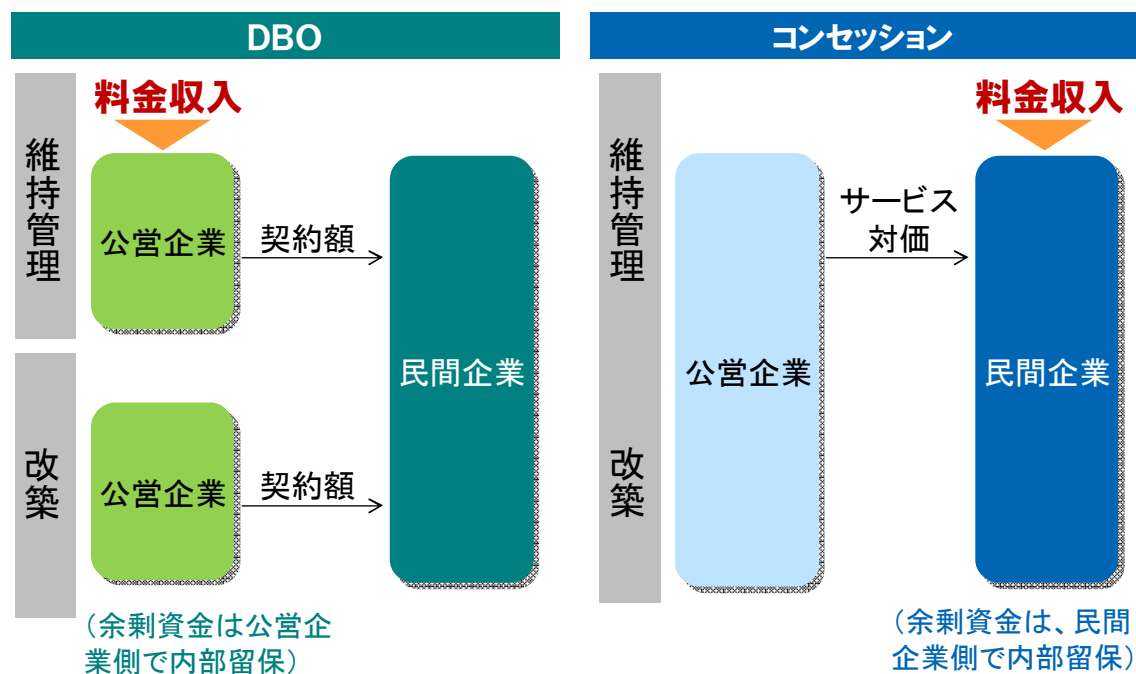 DBO
維持管理
料金収入
公営企業
契約額
民間企業
改築
公営企業
契約額
(余剰資金は公営企
業側で内部留保)
コンセッション
維持管理
料金収入
サービス
対価
公営企業
民間企業
改築
(余剰資金は、民間
企業側で内部留保)